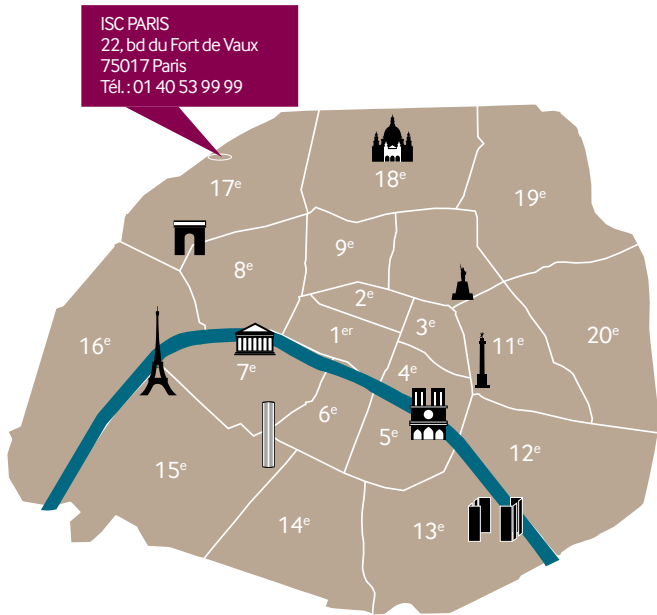 ISC PARIS
22, bd du Fort de Vaux
75017 Paris
Tél.: 01 40 53 99 99
17e
18e
19e
9e
8e
2e
1er
3e
11e
20e
16e
7e
4e
6e
5e
12e
15e
14e
13e